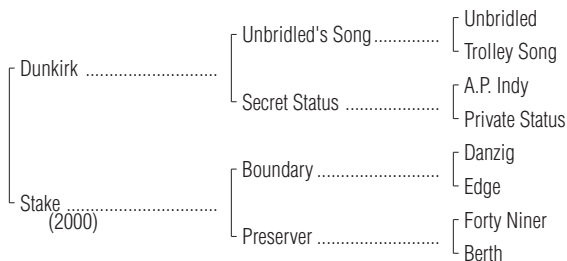 Unbridled
Unbridled's Song..............
Trolley Song
Dunkirk ............................
A.P. Indy
Secret Status ....................
Private Status
Danzig
Boundary ..........................
Edge
Stake ................................
(2000)
Forty Niner
Preserver ..........................
Berth